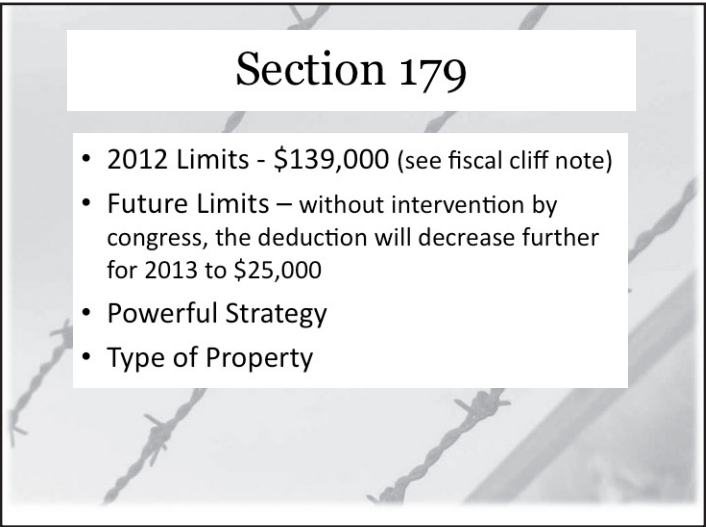 Section 179
• 2012 Limits - $139,000 (see fiscal cliff note)
• Future Limits – without intervention by
congress, the deduction will decrease further
for 2013 to $25,000
• Powerful Strategy
• Type of Property